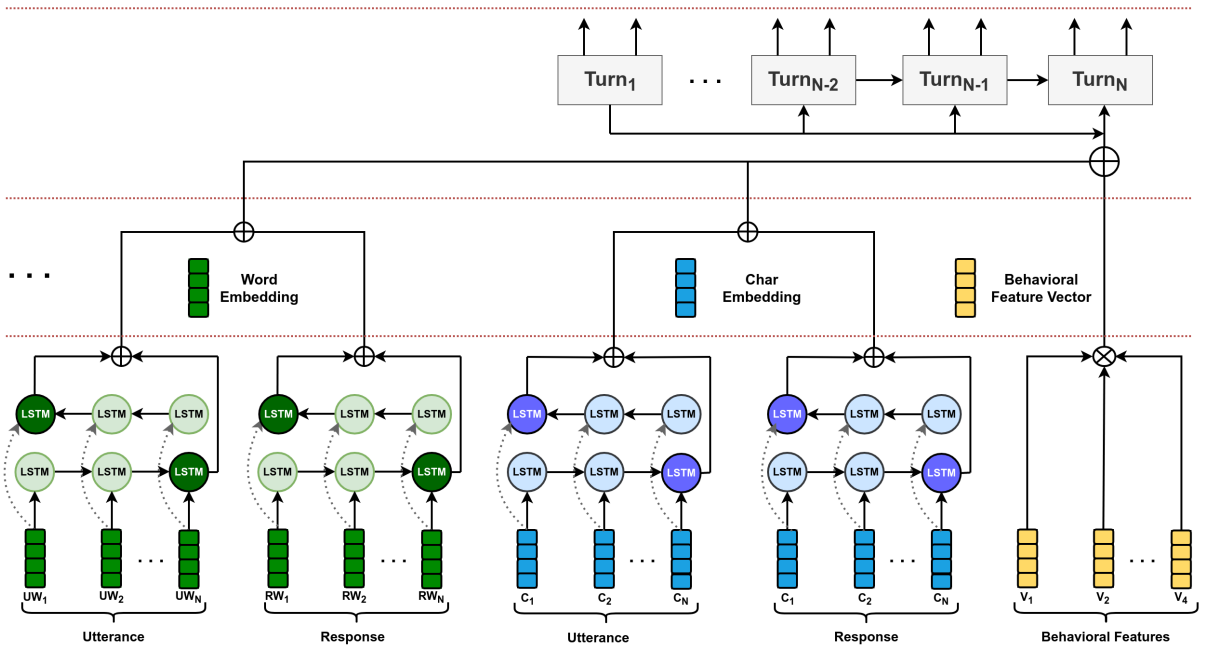 Turn1 . . . TurnN-2 TurnN-1 TurnN
. . .
Word
Embedding
Char
Embedding
Behavioral
Feature Vector
LSTM LSTM LSTM LSTM LSTM LSTM LSTM LSTM LSTM LSTM LSTM LSTM
LSTM LSTM LSTM LSTM LSTM LSTM LSTM LSTM LSTM LSTM LSTM LSTM
. . . . . . . . . . . . . . .
UW1 UW2 UWN RW1 RW2 RWN C1 C2 CN C1 C2 CN V1 V2 V4
Utterance Response Utterance Response Behavioral Features